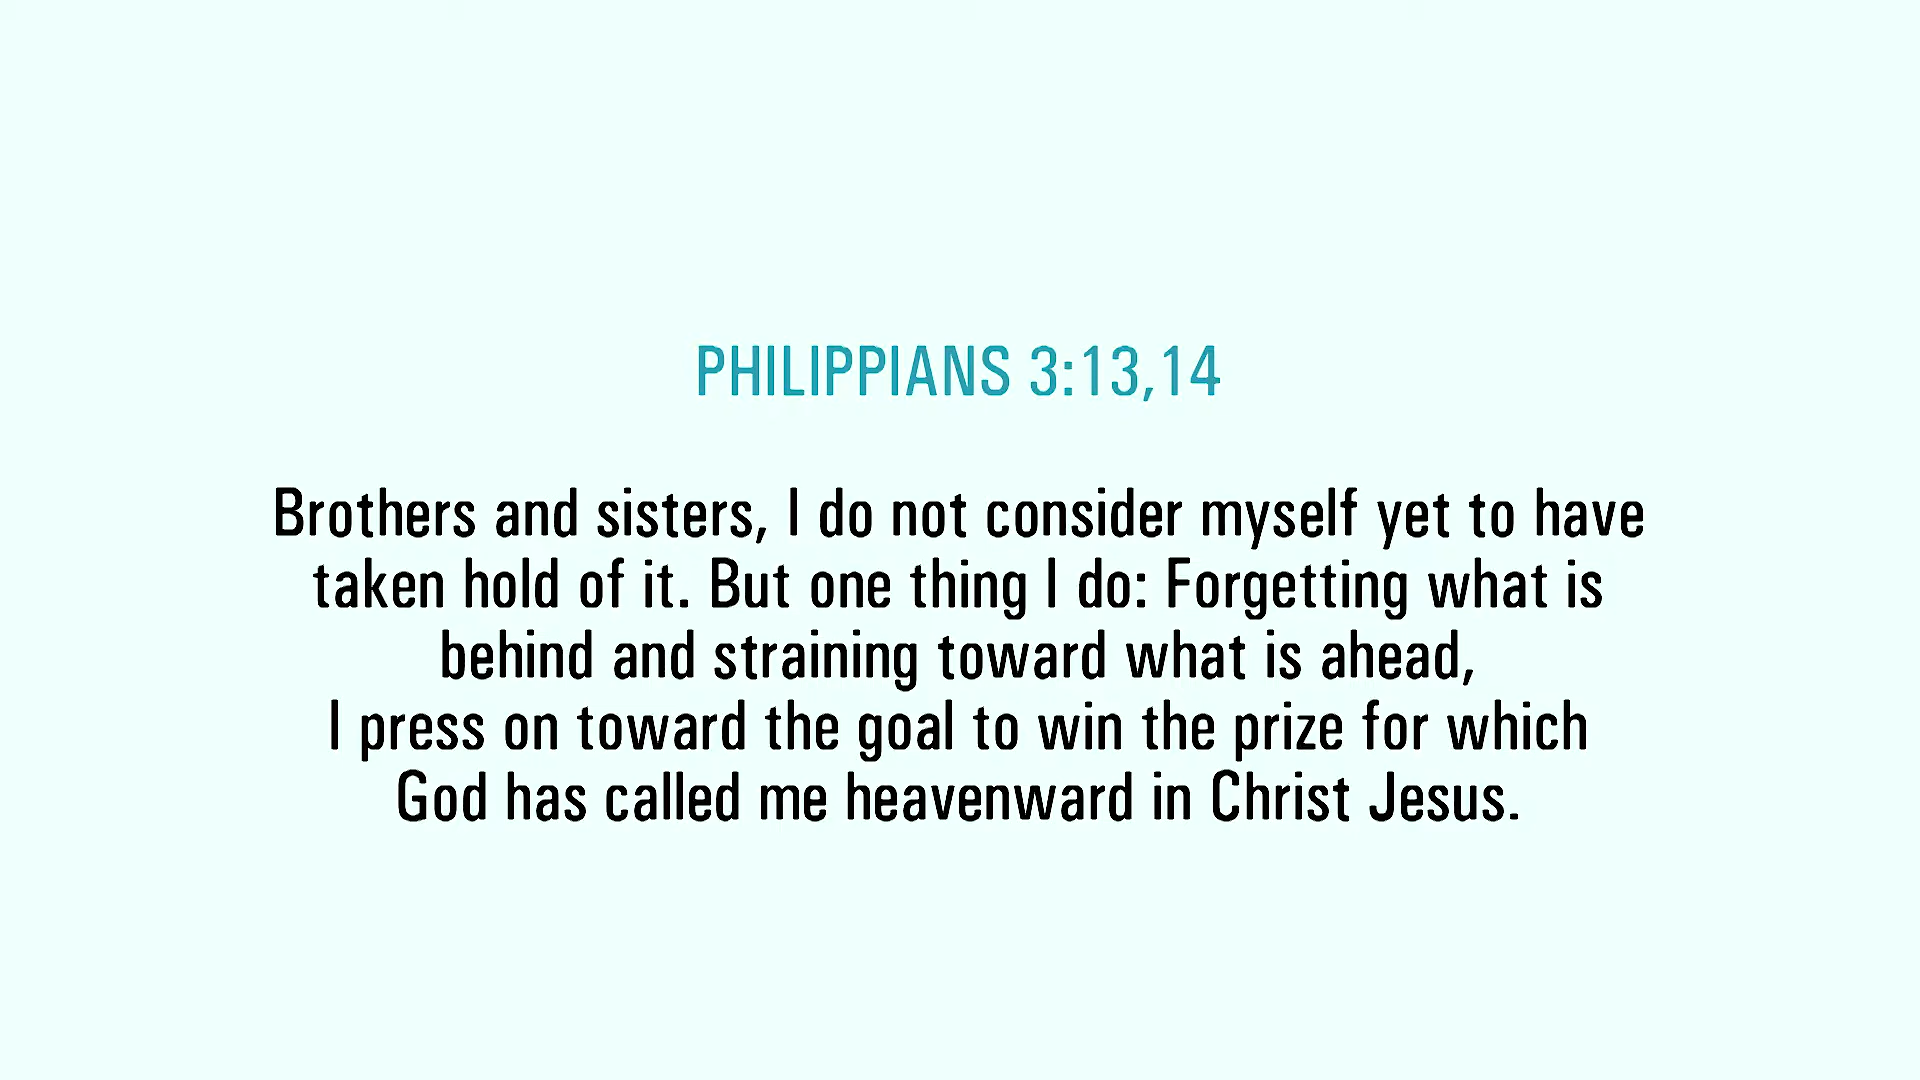 PHILIPPIANS 3:13,14
Brothers and sisters, I do not consider myself yet to have
taken hold of it. But one thing I do: Forgetting what is
behind and straining toward what is ahead,
I press on toward the goal to win the prize for which
God has called me heavenward in Christ Jesus.